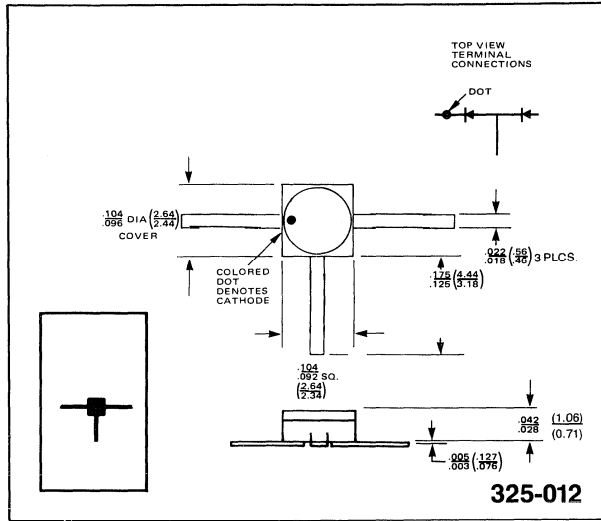 TOP VIEW
TERMINAL
CONNECTIONS
DOT
.104
.096 DIA (2.64
2.44)
COVER
COLORED
DOT
DENOTES
CATHODE
.022 (.56
.018 .46) 3 PLCS.
.175 (4.44
.125 3.18)
.104
.092 SQ.
(2.64
2.34)
.042 (1.06)
.028 (0.71)
.005 (.127
.003 .076)
325-012